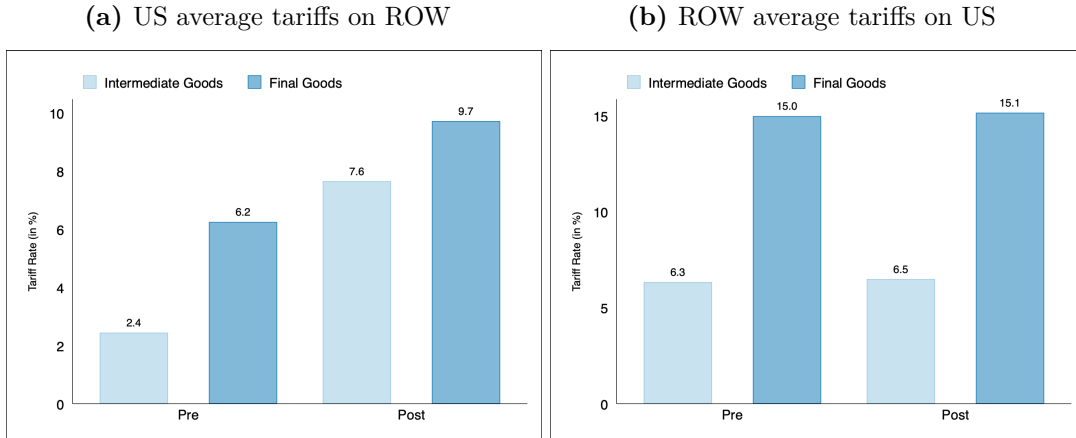 (a) US average tariffs on ROW
Intermediate Goods Final Goods
Tariff Rate (in %)
10
8
6
4
2
0
2.4
6.2
7.6
9.7
Pre Post
(b) ROW average tariffs on US
Intermediate Goods Final Goods
Tariff Rate (in %)
15
10
5
0
6.3
15.0
6.5
15.1
Pre Post